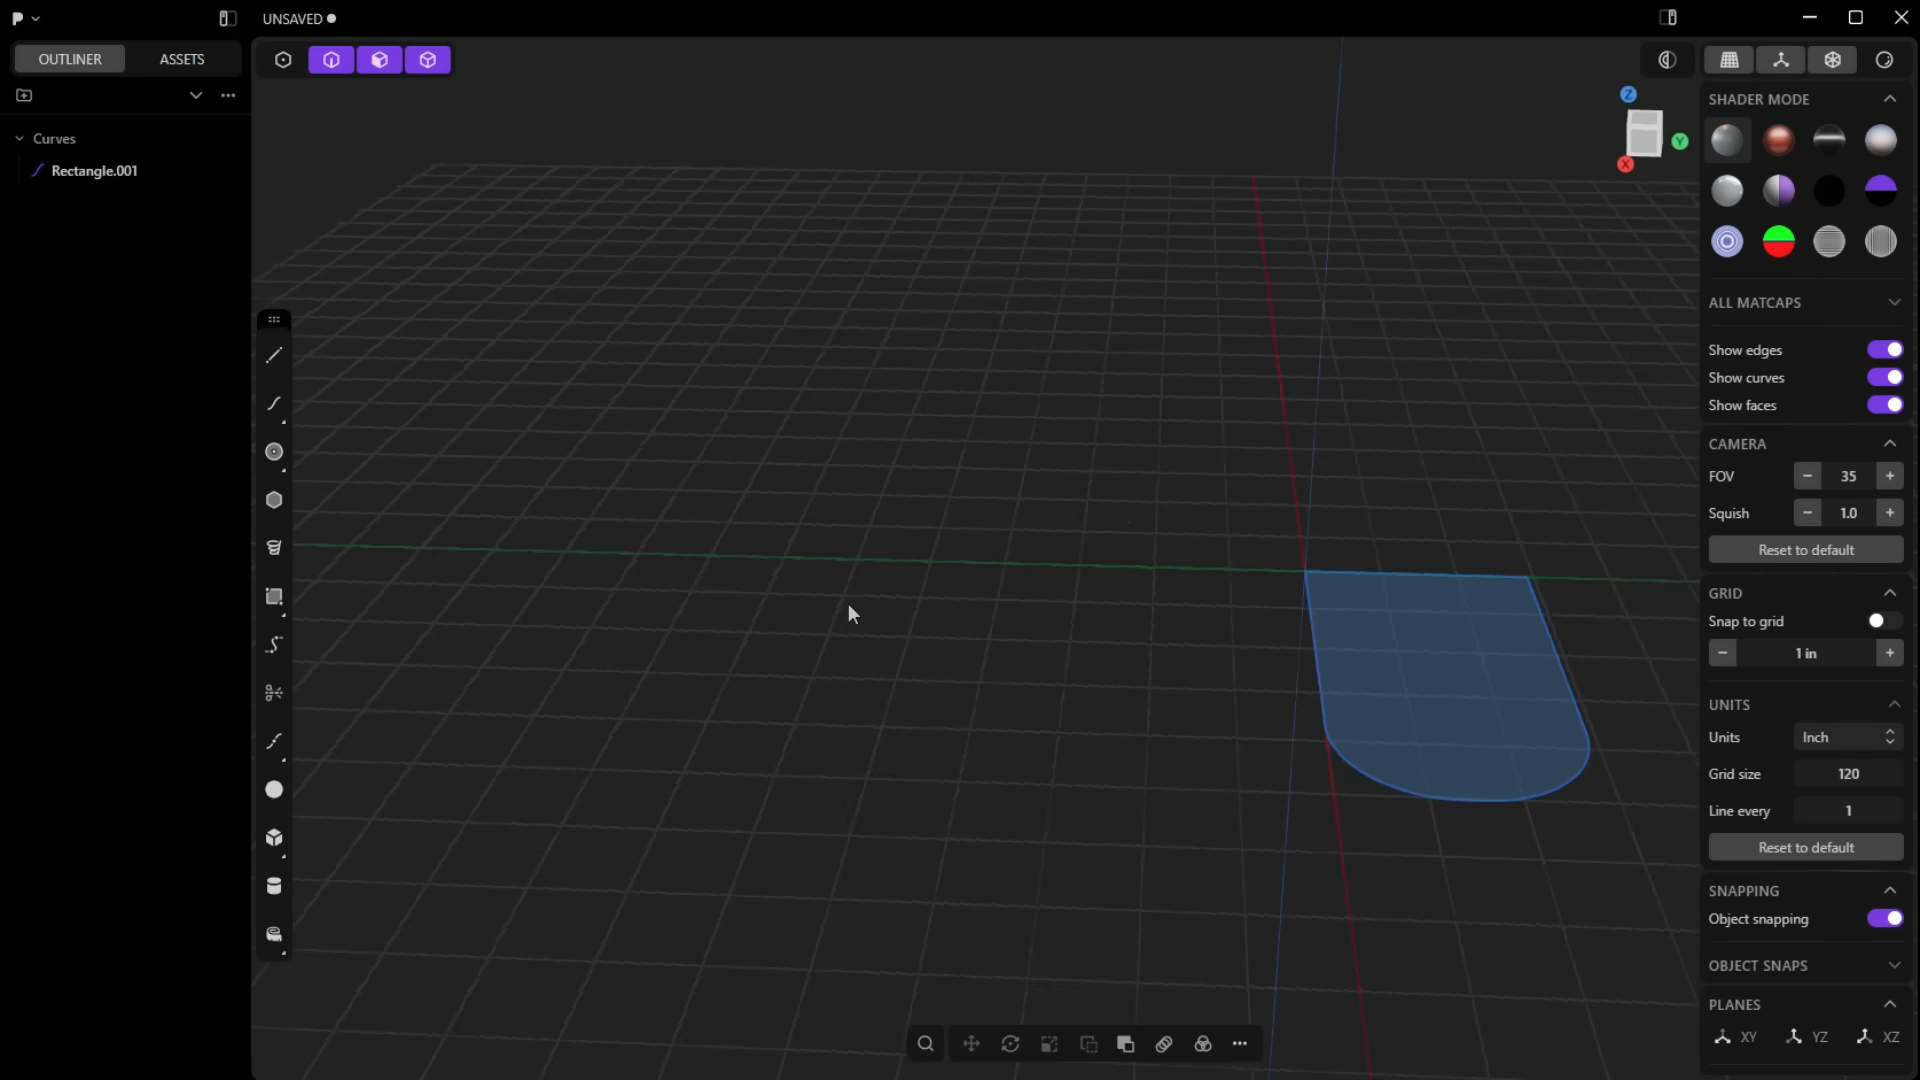 UNSAVED
OUTLINER
ASSETS
Curves
Rectangle.001
Z
Y
X
SHADER MODE
ALL MATCAPS
Show edges
Show curves
Show faces
CAMERA
FOV
− 35 +
Squish
− 1.0 +
Reset to default
GRID
Snap to grid
− 1 in +
UNITS
Units
Inch
Grid size
120
Line every
1
Reset to default
SNAPPING
Object snapping
OBJECT SNAPS
PLANES
XY
YZ
XZ